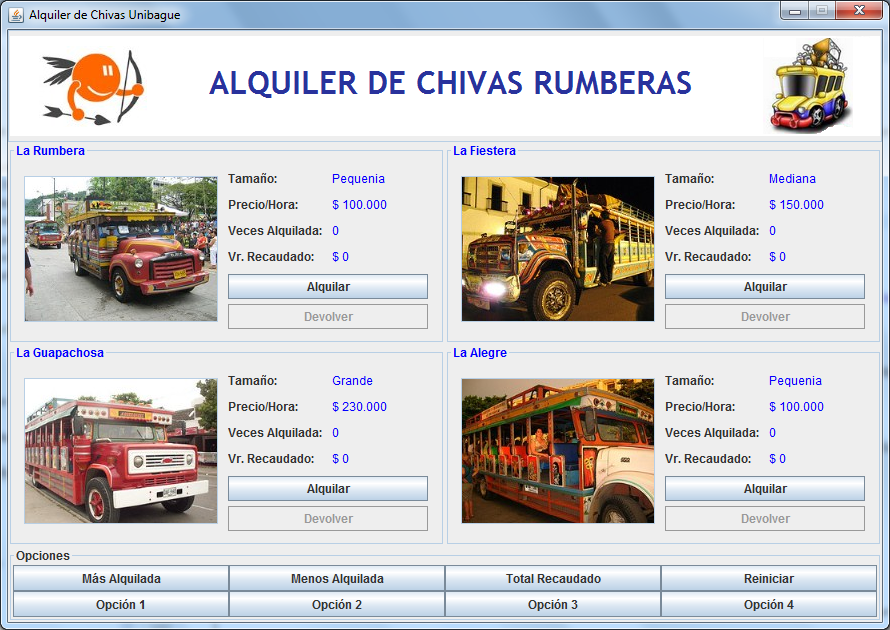 Alquiler de Chivas Unibague
ALQUILER DE CHIVAS RUMBERAS
La Rumbera
Tamaño: Pequenia
Precio/Hora: $ 100.000
Veces Alquilada: 0
Vr. Recaudado: $ 0
Alquilar
Devolver
La Fiestera
Tamaño: Mediana
Precio/Hora: $ 150.000
Veces Alquilada: 0
Vr. Recaudado: $ 0
Alquilar
Devolver
La Guapachosa
Tamaño: Grande
Precio/Hora: $ 230.000
Veces Alquilada: 0
Vr. Recaudado: $ 0
Alquilar
Devolver
La Alegre
Tamaño: Pequenia
Precio/Hora: $ 100.000
Veces Alquilada: 0
Vr. Recaudado: $ 0
Alquilar
Devolver
Opciones
Más Alquilada Menos Alquilada Total Recaudado Reiniciar
Opción 1 Opción 2 Opción 3 Opción 4